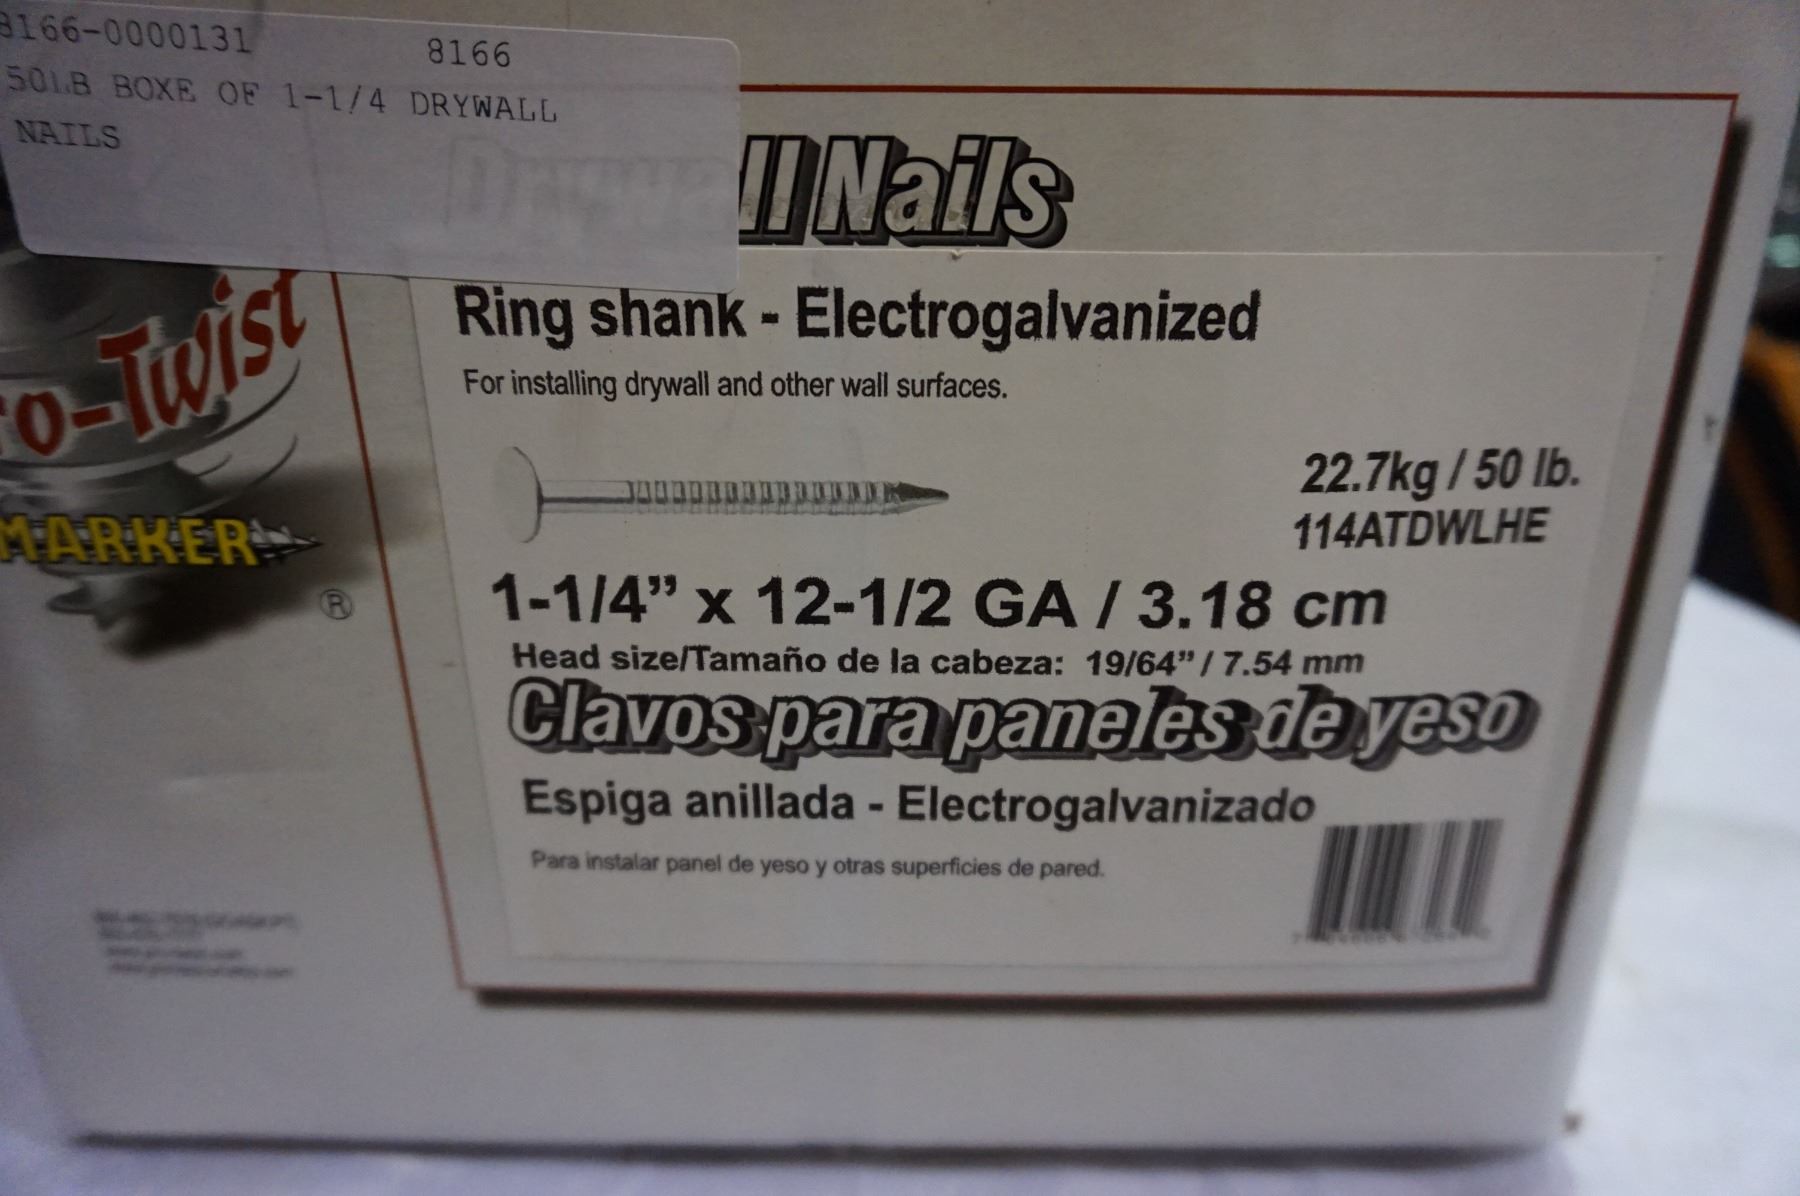 8166-0000131 8166
50LB BOXE OF 1-1/4 DRYWALL
NAILS
Drywall Nails
Ring shank - Electrogalvanized
For installing drywall and other wall surfaces.
22.7kg / 50 lb.
114ATDWLHE
1-1/4” x 12-1/2 GA / 3.18 cm
Head size/Tamaño de la cabeza: 19/64” / 7.54 mm
Clavos para paneles de yeso
Espiga anillada - Electrogalvanizado
Para instalar panel de yeso y otras superficies de pared.
o-Twist
MARKER
®